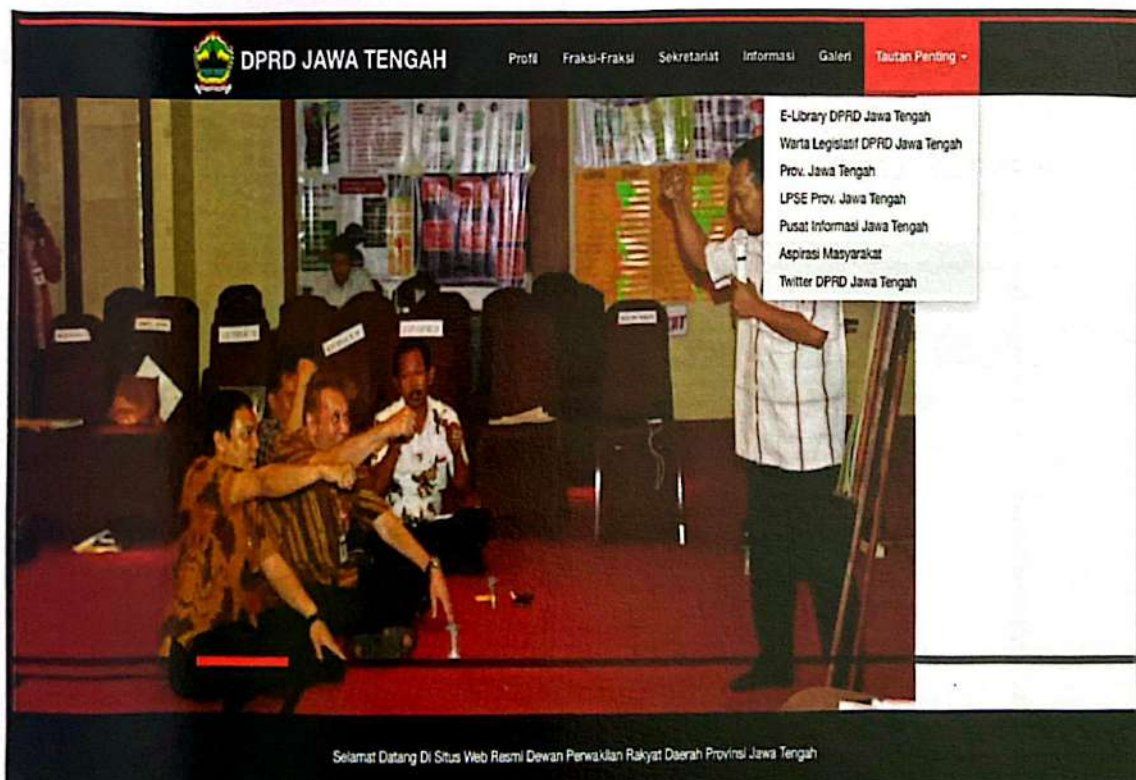 DPRD JAWA TENGAH
Profil Fraksi-Fraksi Sekretariat Informasi Galeri Tautan Penting
E-Library DPRD Jawa Tengah
Warta Legislatif DPRD Jawa Tengah
Prov. Jawa Tengah
LPSE Prov. Jawa Tengah
Pusat Informasi Jawa Tengah
Aspirasi Masyarakat
Twitter DPRD Jawa Tengah
Selamat Datang Di Situs Web Resmi Dewan Perwakilan Rakyat Daerah Provinsi Jawa Tengah